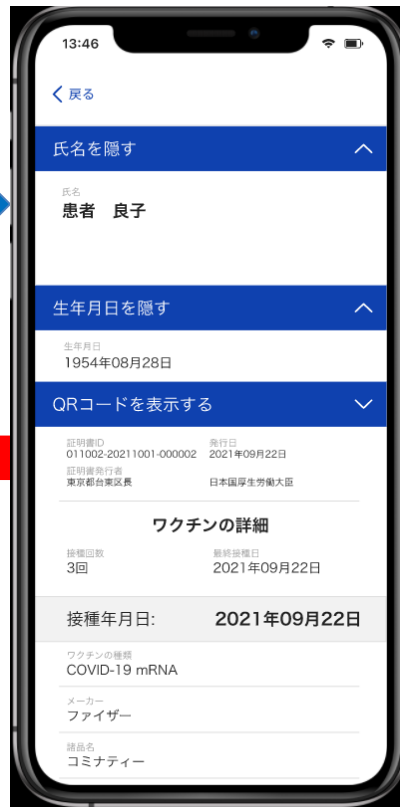 13:46
戻る
氏名を隠す
氏名
患者 良子
生年月日を隠す
生年月日
1954年08月28日
QRコードを表示する
証明書ID 発行日
011002-20211001-000002 2021年09月22日
証明書発行者
東京都台東区長 日本国厚生労働大臣
ワクチンの詳細
接種回数 最終接種日
3回 2021年09月22日
接種年月日: 2021年09月22日
ワクチンの種類
COVID-19 mRNA
メーカー
ファイザー
諸品名
コミナティー